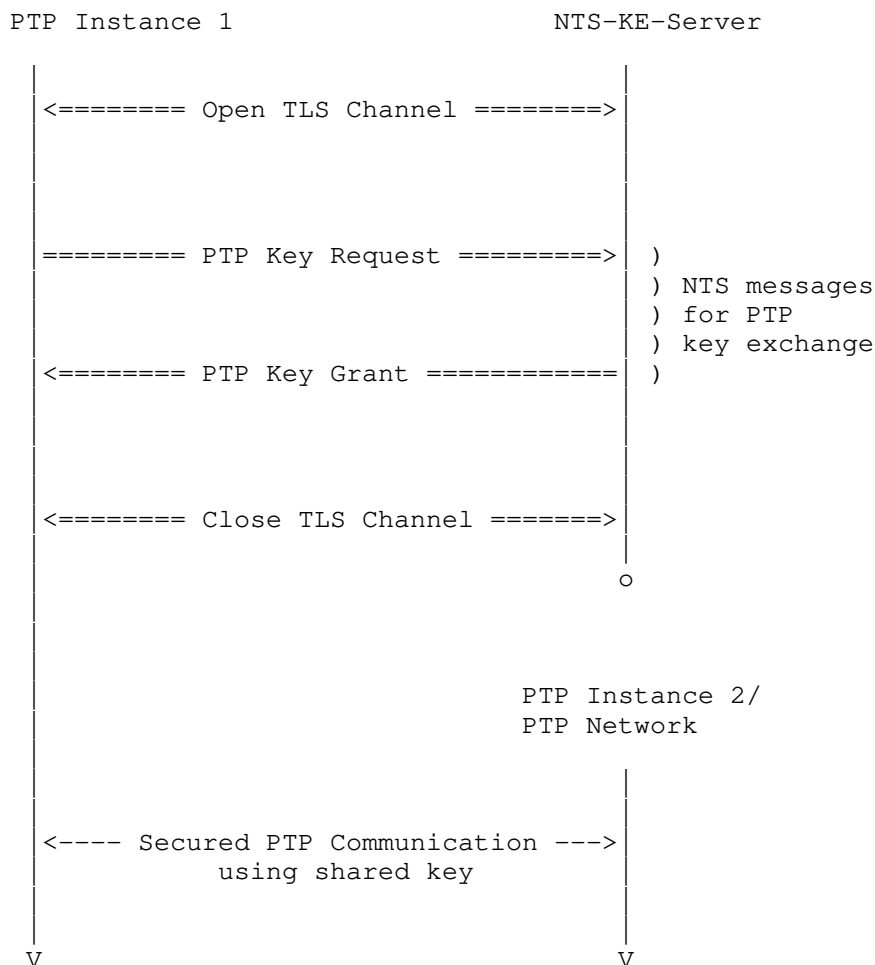 PTP Instance 1                    NTS-KE-Server
<======== Open TLS Channel ========>
========= PTP Key Request =========> )
) NTS messages
) for PTP
) key exchange
<======== PTP Key Grant ============ )
<======== Close TLS Channel =======>
o
PTP Instance 2/
PTP Network
<---- Secured PTP Communication --->
using shared key
V                                    V